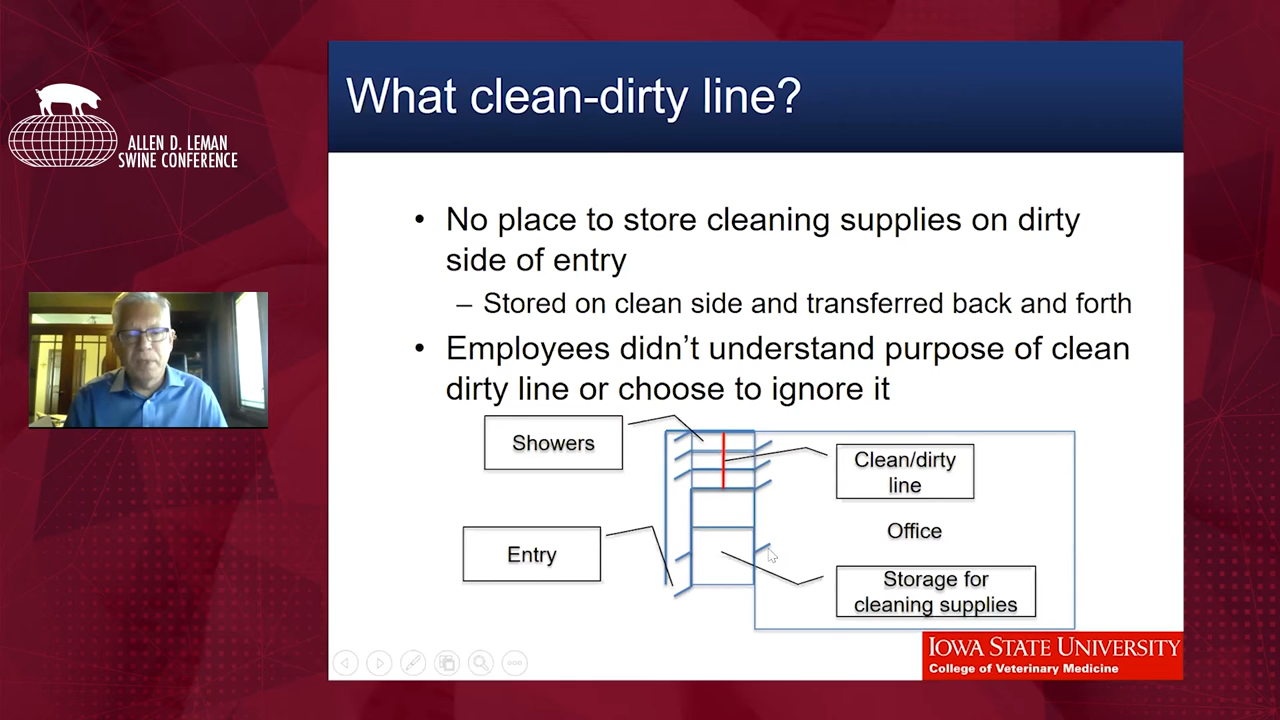 What clean-dirty line?
ALLEN D. LEMAN
SWINE CONFERENCE
• No place to store cleaning supplies on dirty
side of entry
– Stored on clean side and transferred back and forth
• Employees didn’t understand purpose of clean
dirty line or choose to ignore it
Showers
Clean/dirty
line
Entry
Office
Storage for
cleaning supplies
IOWA STATE UNIVERSITY
College of Veterinary Medicine